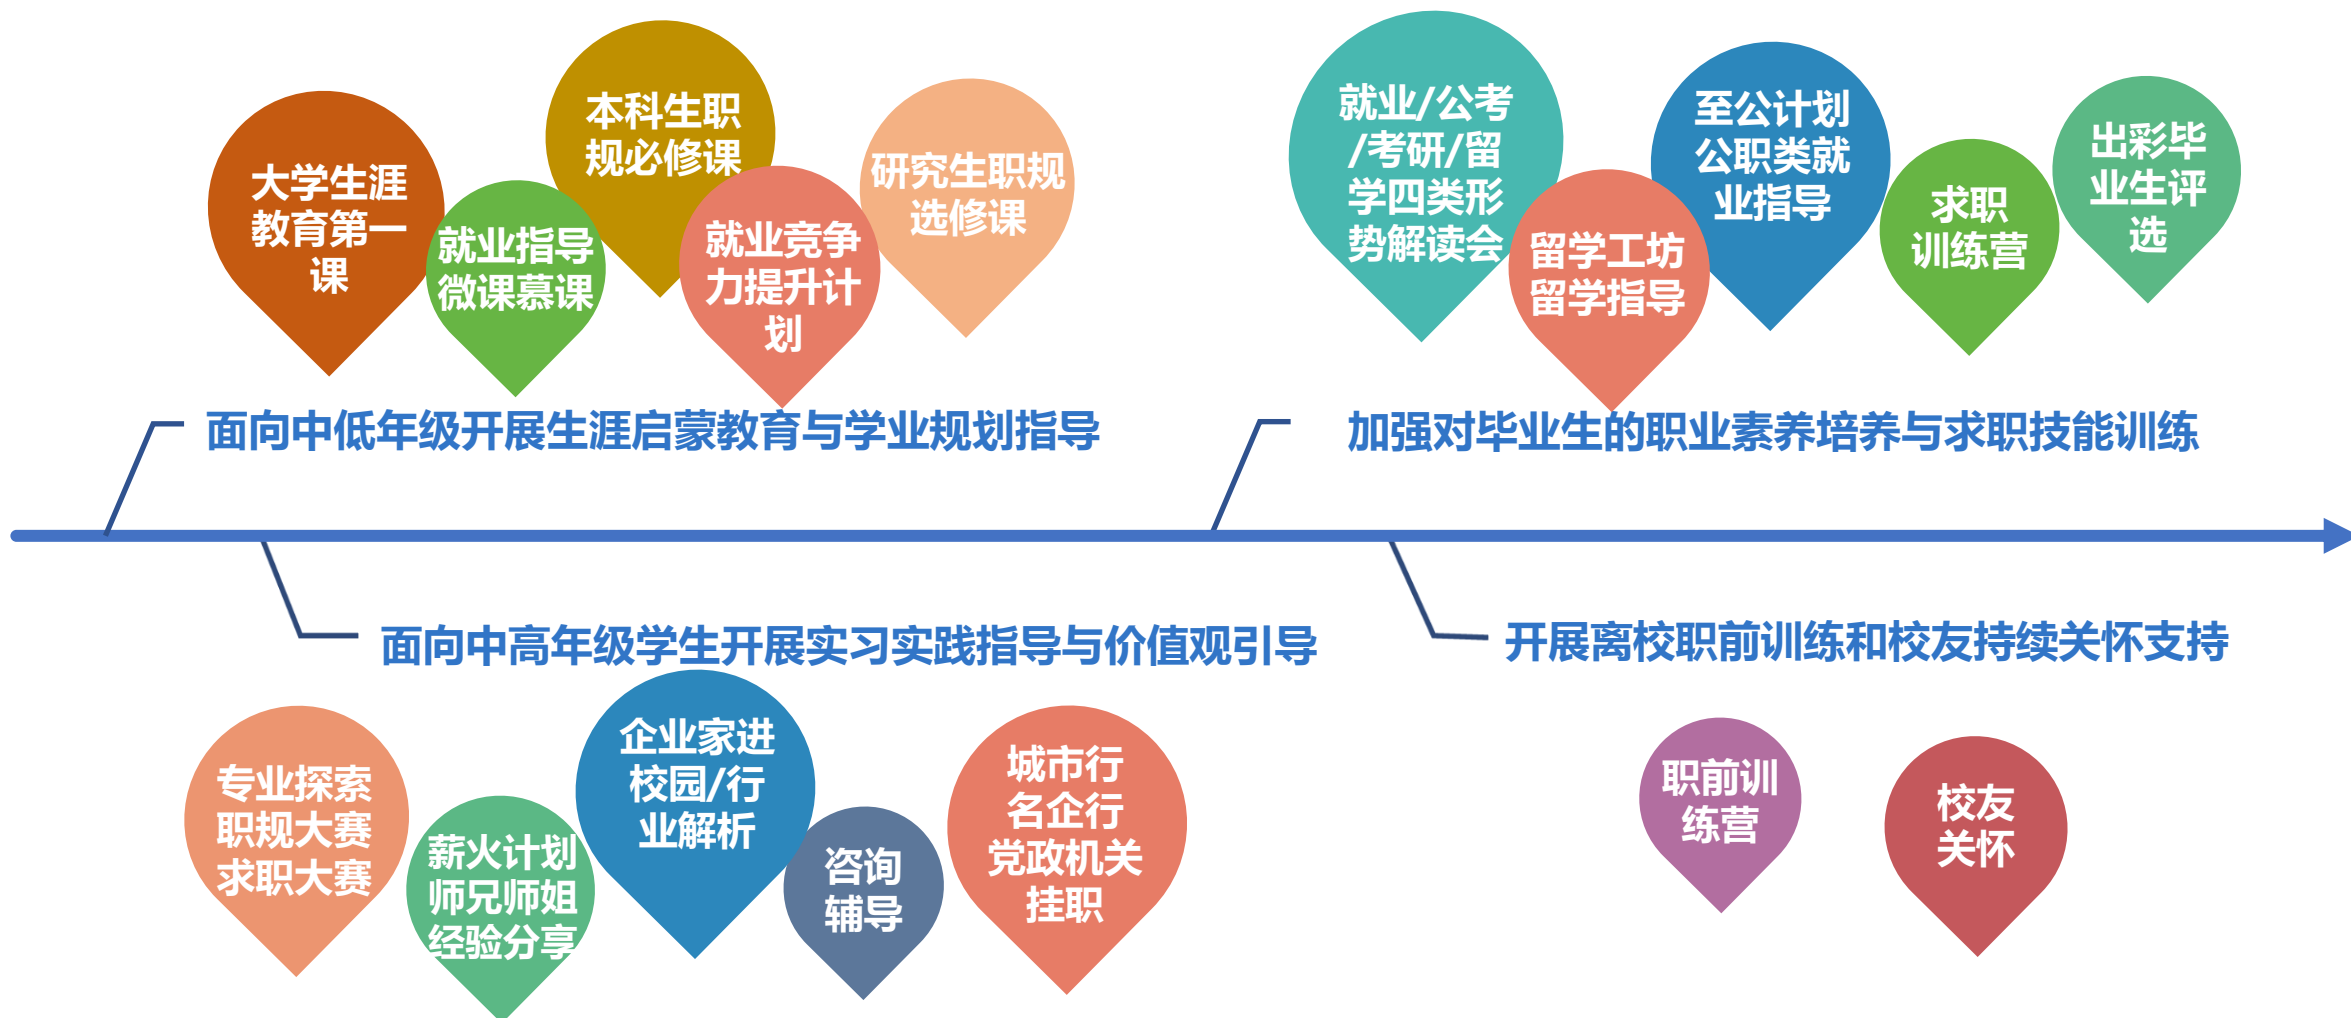 大学生涯
教育第一
课
就业指导
微课慕课
本科生职
规必修课
就业竞争
力提升计
划
研究生职规
选修课
就业/公考
/考研/留
学四类形
势解读会
留学工坊
留学指导
至公计划
公职类就
业指导
求职
训练营
出彩毕
业生评
选
面向中低年级开展生涯启蒙教育与学业规划指导
加强对毕业生的职业素养培养与求职技能训练
面向中高年级学生开展实习实践指导与价值观引导
开展离校职前训练和校友持续关怀支持
专业探索
职规大赛
求职大赛
薪火计划
师兄师姐
经验分享
企业家进
校园/行
业解析
咨询
辅导
城市行
名企行
党政机关
挂职
职前训
练营
校友
关怀